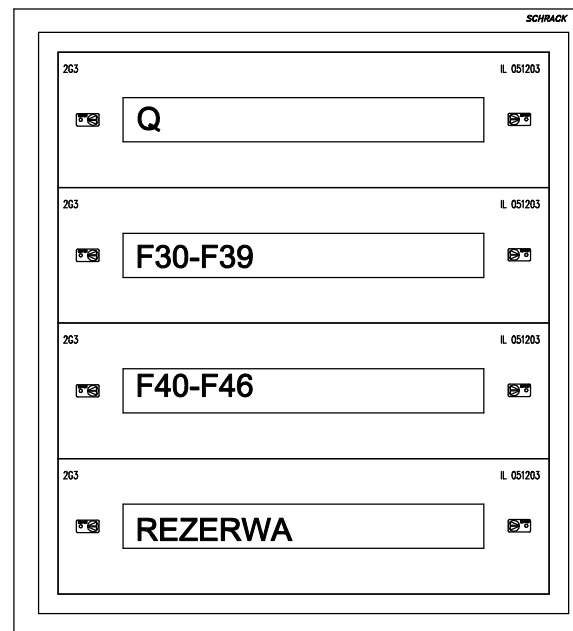 SCHRACK
2G3 IL 051203
Q
2G3 IL 051203
F30-F39
2G3 IL 051203
F40-F46
2G3 IL 051203
REZERWA